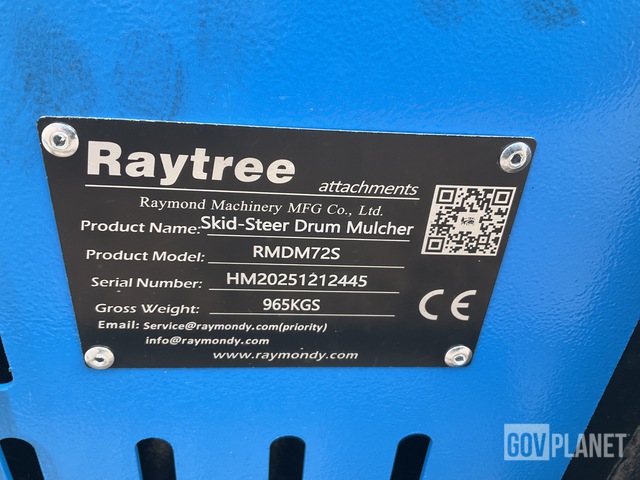 Raytree
attachments
Raymond Machinery MFG Co., Ltd.
Product Name: Skid-Steer Drum Mulcher
Product Model: RMDM72S
Serial Number: HM20251212445
Gross Weight: 965KGS
Email: Service@raymondy.com(priority)
info@raymondy.com
www.raymondy.com
CE
GOVPLANET